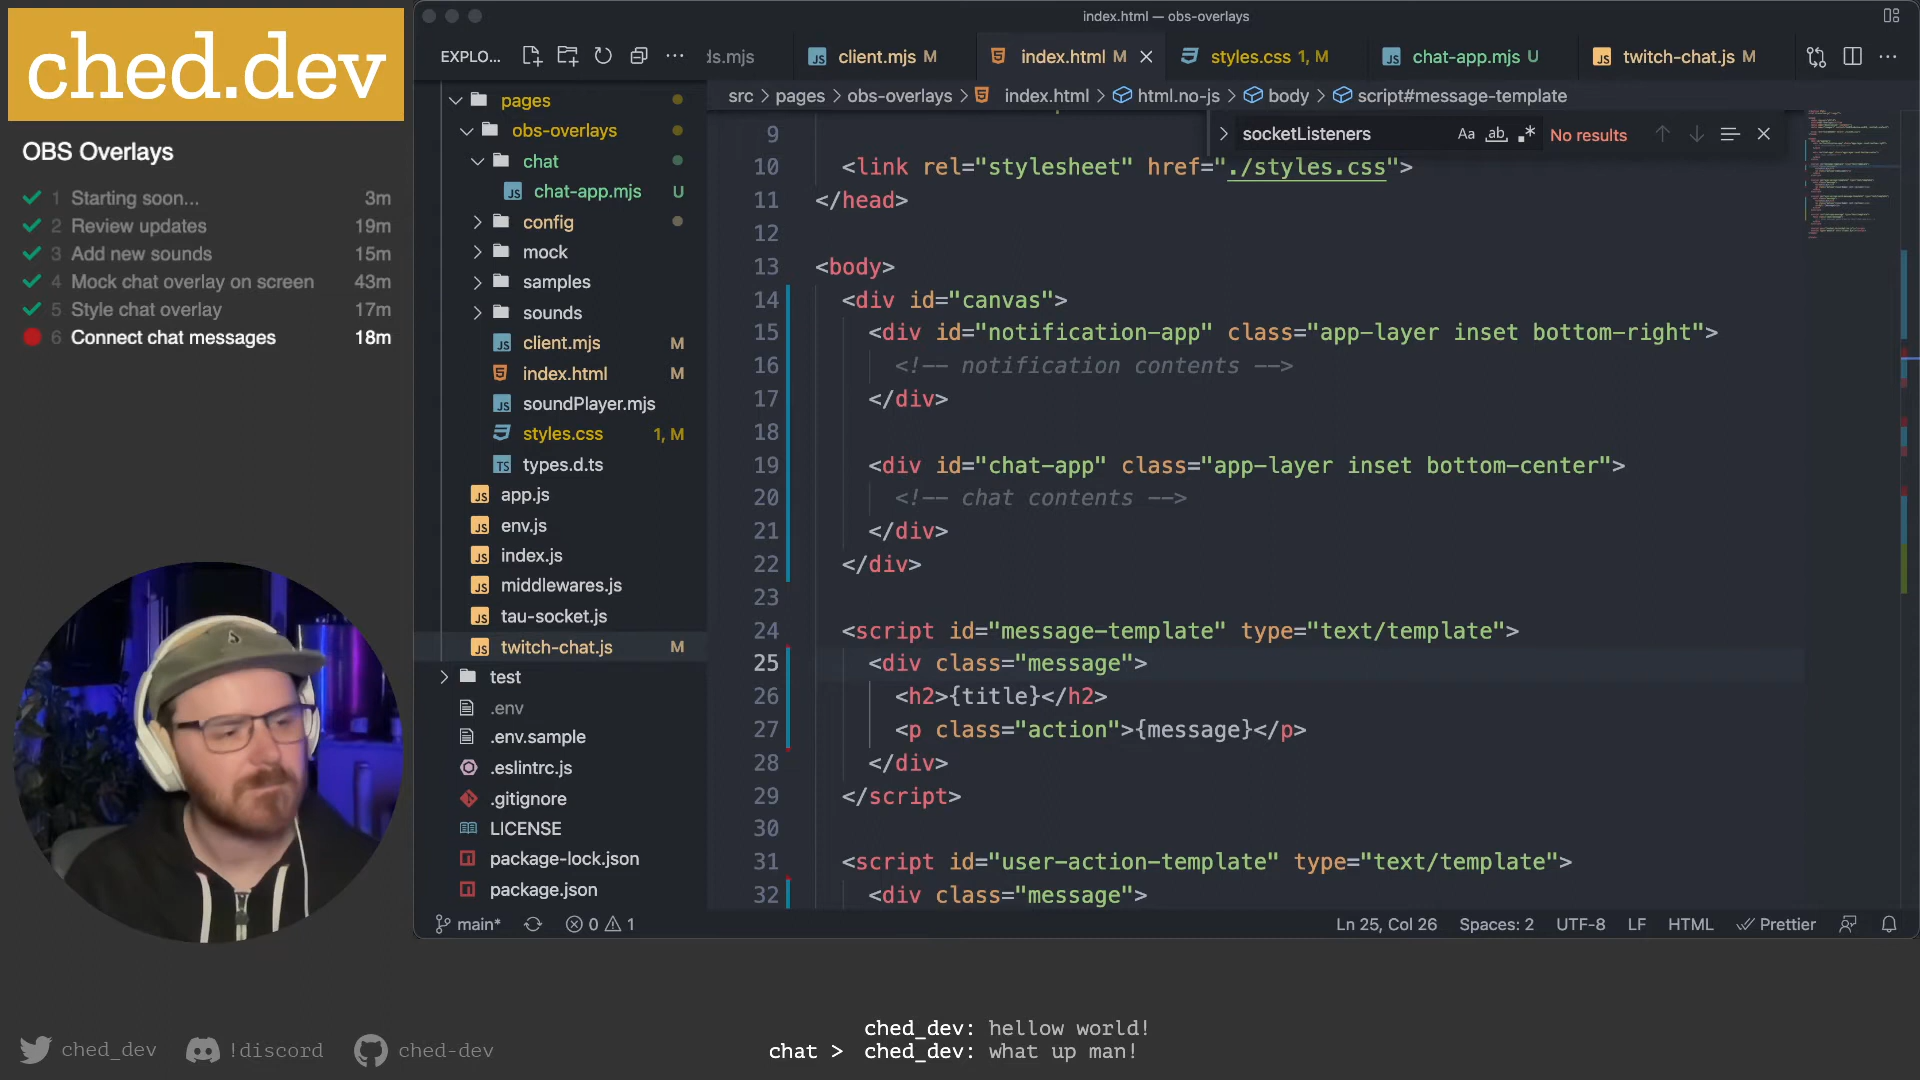 ched.dev
OBS Overlays
1 Starting soon... 3m
2 Review updates 19m
3 Add new sounds 15m
4 Mock chat overlay on screen 43m
5 Style chat overlay 17m
6 Connect chat messages 18m
index.html — obs-overlays
EXPLO...
ds.mjs
client.mjs M
index.html M
styles.css 1, M
chat-app.mjs U
twitch-chat.js M
src > pages > obs-overlays > index.html > html.no-js > body > script#message-template
socketListeners
Aa ab .*
No results
pages
obs-overlays
chat
chat-app.mjs U
config
mock
samples
sounds
client.mjs M
index.html M
soundPlayer.mjs
styles.css 1, M
types.d.ts
app.js
env.js
index.js
middlewares.js
tau-socket.js
twitch-chat.js M
test
.env
.env.sample
.eslintrc.js
.gitignore
LICENSE
package-lock.json
package.json
9
10 <link rel="stylesheet" href="./styles.css">
11 </head>
12
13 <body>
14 <div id="canvas">
15 <div id="notification-app" class="app-layer inset bottom-right">
16 <!-- notification contents -->
17 </div>
18
19 <div id="chat-app" class="app-layer inset bottom-center">
20 <!-- chat contents -->
21 </div>
22 </div>
23
24 <script id="message-template" type="text/template">
25 <div class="message">
26 <h2>{title}</h2>
27 <p class="action">{message}</p>
28 </div>
29 </script>
30
31 <script id="user-action-template" type="text/template">
32 <div class="message">
main* 0 1
Ln 25, Col 26 Spaces: 2 UTF-8 LF HTML Prettier
ched_dev !discord ched-dev
ched_dev: hellow world!
chat > ched_dev: what up man!